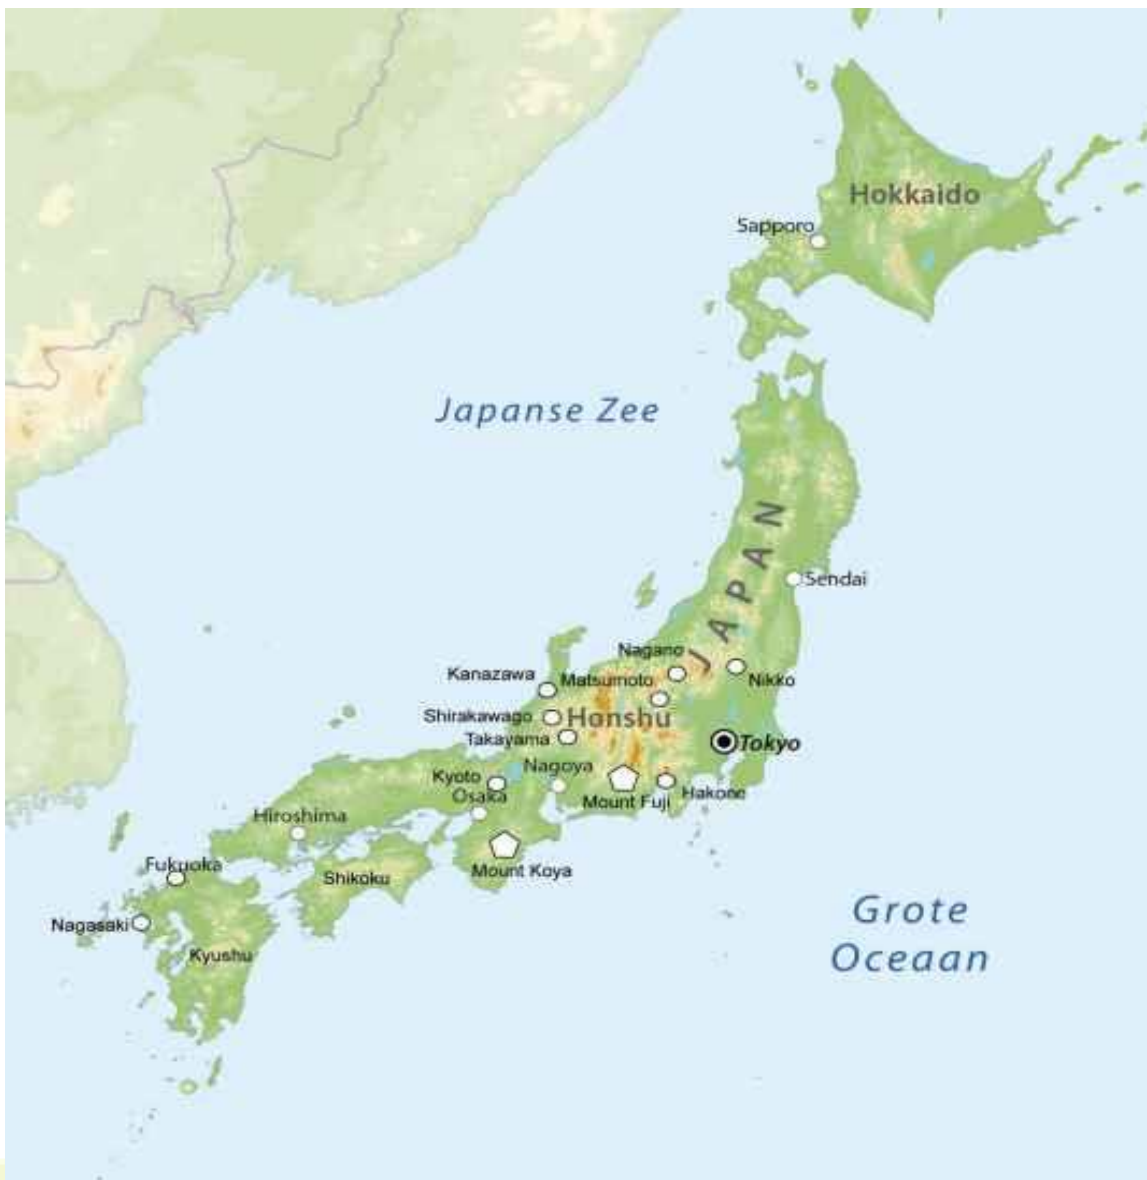 Hokkaido
Sapporo
Japanse Zee
JAPAN
Sendai
Nagano
Kanazawa
Matsumoto
Nikko
Shirakawago
Honshu
Takayama
Tokyo
Nagoya
Kyoto
Osaka
Mount Fuji
Hakone
Hiroshima
Fukuoka
Mount Koya
Shikoku
Nagasaki
Grote
Oceaan
Kyushu